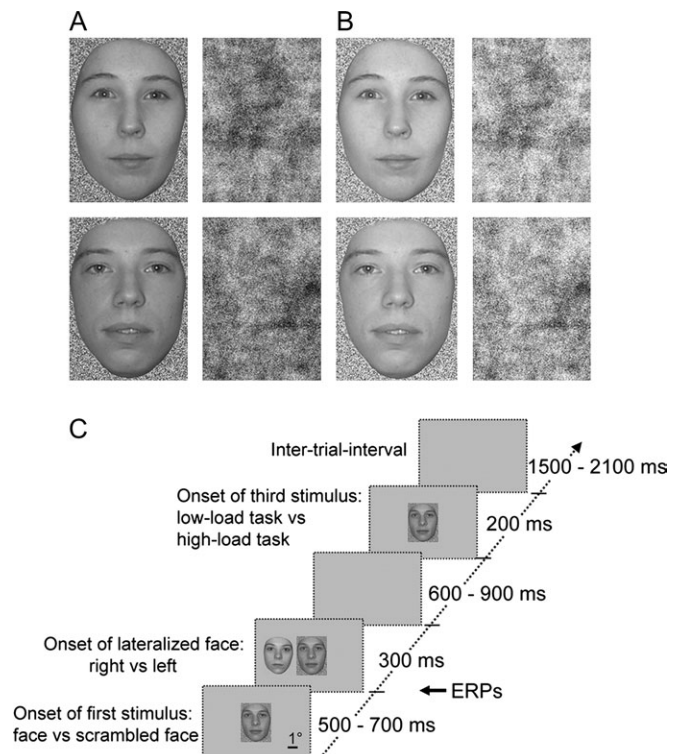 A
B
C
Inter-trial-interval
1500 - 2100 ms
Onset of third stimulus:
low-load task vs
high-load task
200 ms
600 - 900 ms
Onset of lateralized face:
right vs left
300 ms
ERPs
Onset of first stimulus:
face vs scrambled face
1°
500 - 700 ms